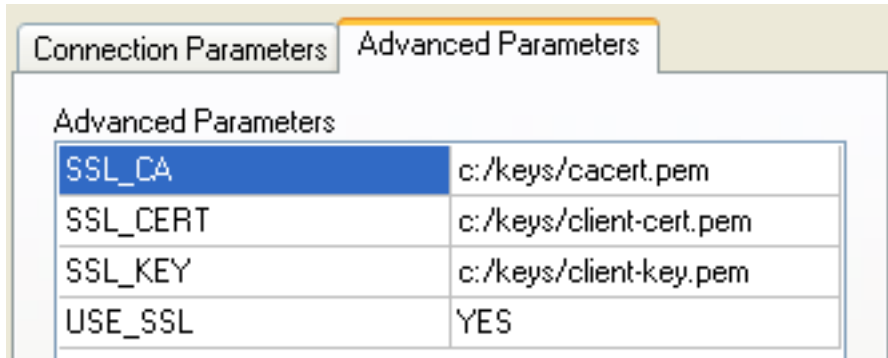 Connection Parameters Advanced Parameters
Advanced Parameters
SSL_CA c:/keys/cacert.pem
SSL_CERT c:/keys/client-cert.pem
SSL_KEY c:/keys/client-key.pem
USE_SSL YES